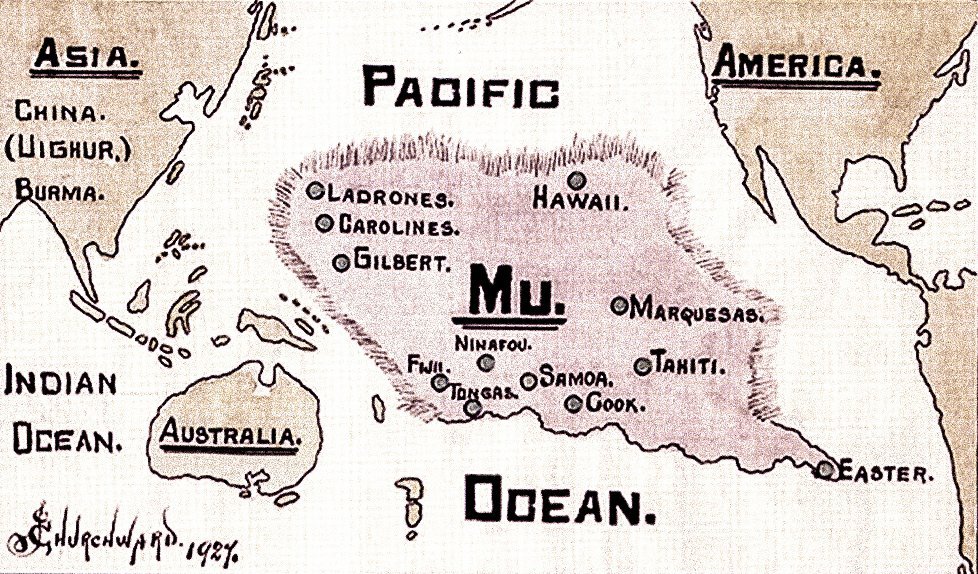 ASIA.
CHINA.
(UIGHUR.)
BURMA.
PACIFIC
AMERICA.
LADRONES.
HAWAII.
CAROLINES.
GILBERT.
MU.
MARQUESAS.
NINAFOU.
FIJI.
TAHITI.
SAMOA.
TONGAS.
COOK.
INDIAN
OCEAN.
AUSTRALIA.
EASTER.
OCEAN.
J Churchward. 1927.